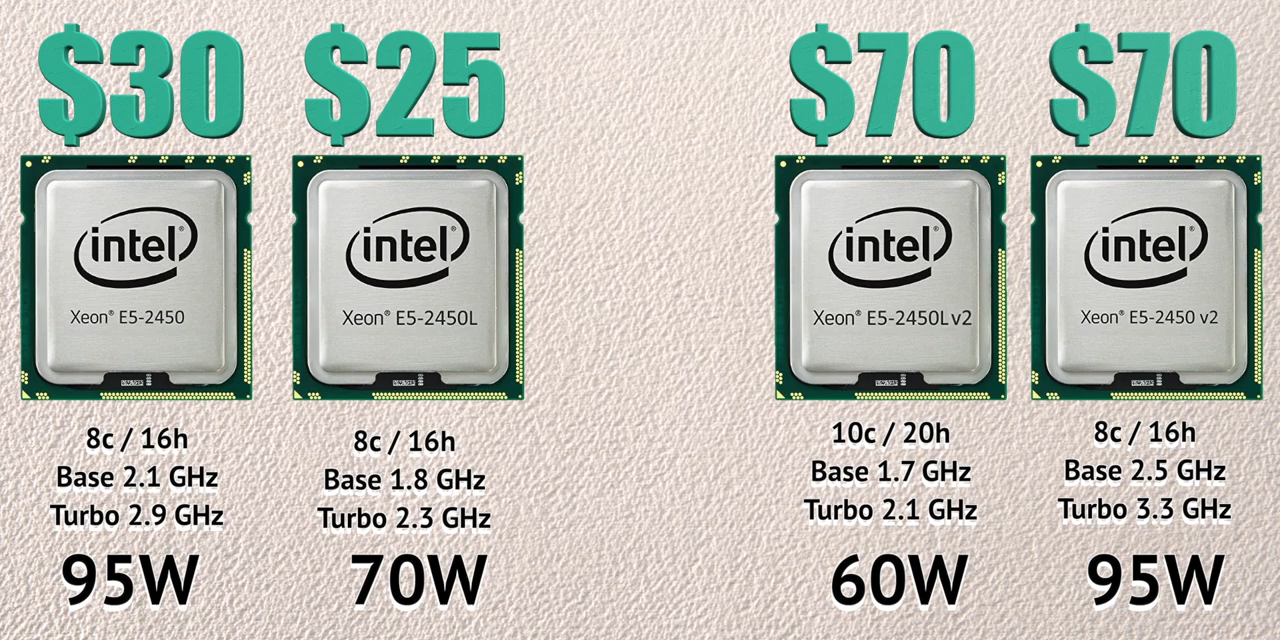 $30
$25
$70
$70
intel®
Xeon® E5-2450
intel®
Xeon® E5-2450L
intel®
Xeon® E5-2450L v2
intel®
Xeon® E5-2450 v2
8c / 16h
Base 2.1 GHz
Turbo 2.9 GHz
95W
8c / 16h
Base 1.8 GHz
Turbo 2.3 GHz
70W
10c / 20h
Base 1.7 GHz
Turbo 2.1 GHz
60W
8c / 16h
Base 2.5 GHz
Turbo 3.3 GHz
95W